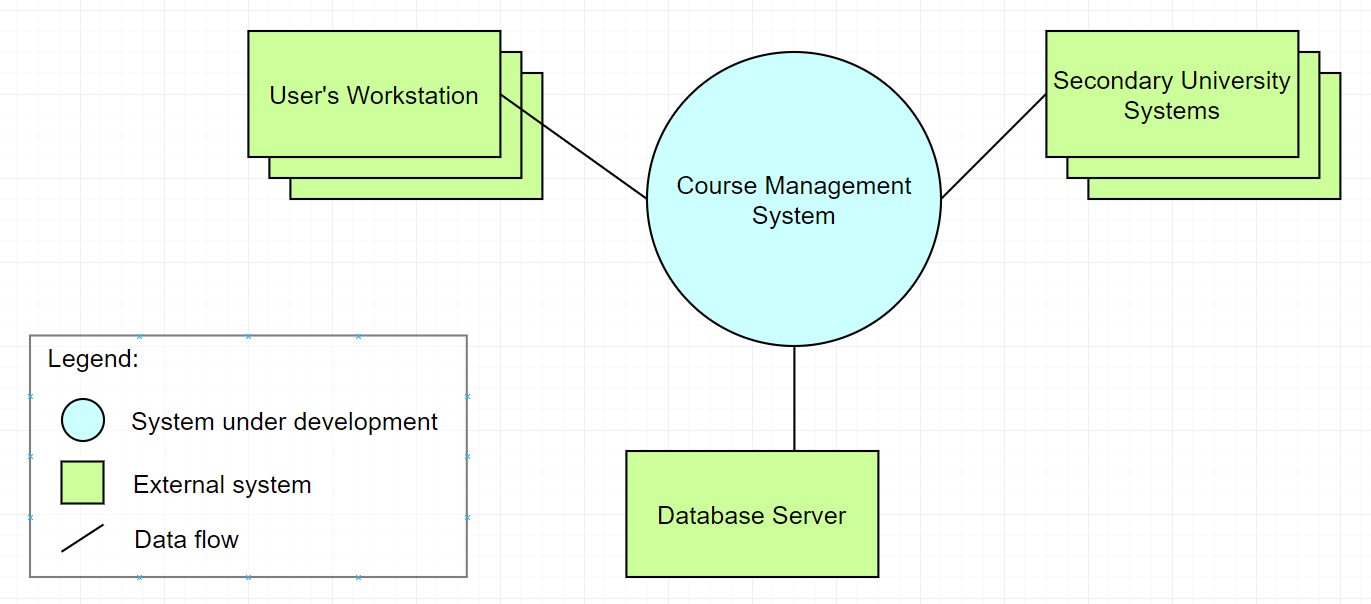 User's Workstation
Secondary University
Systems
Course Management
System
Legend:
System under development
External system
Data flow
Database Server